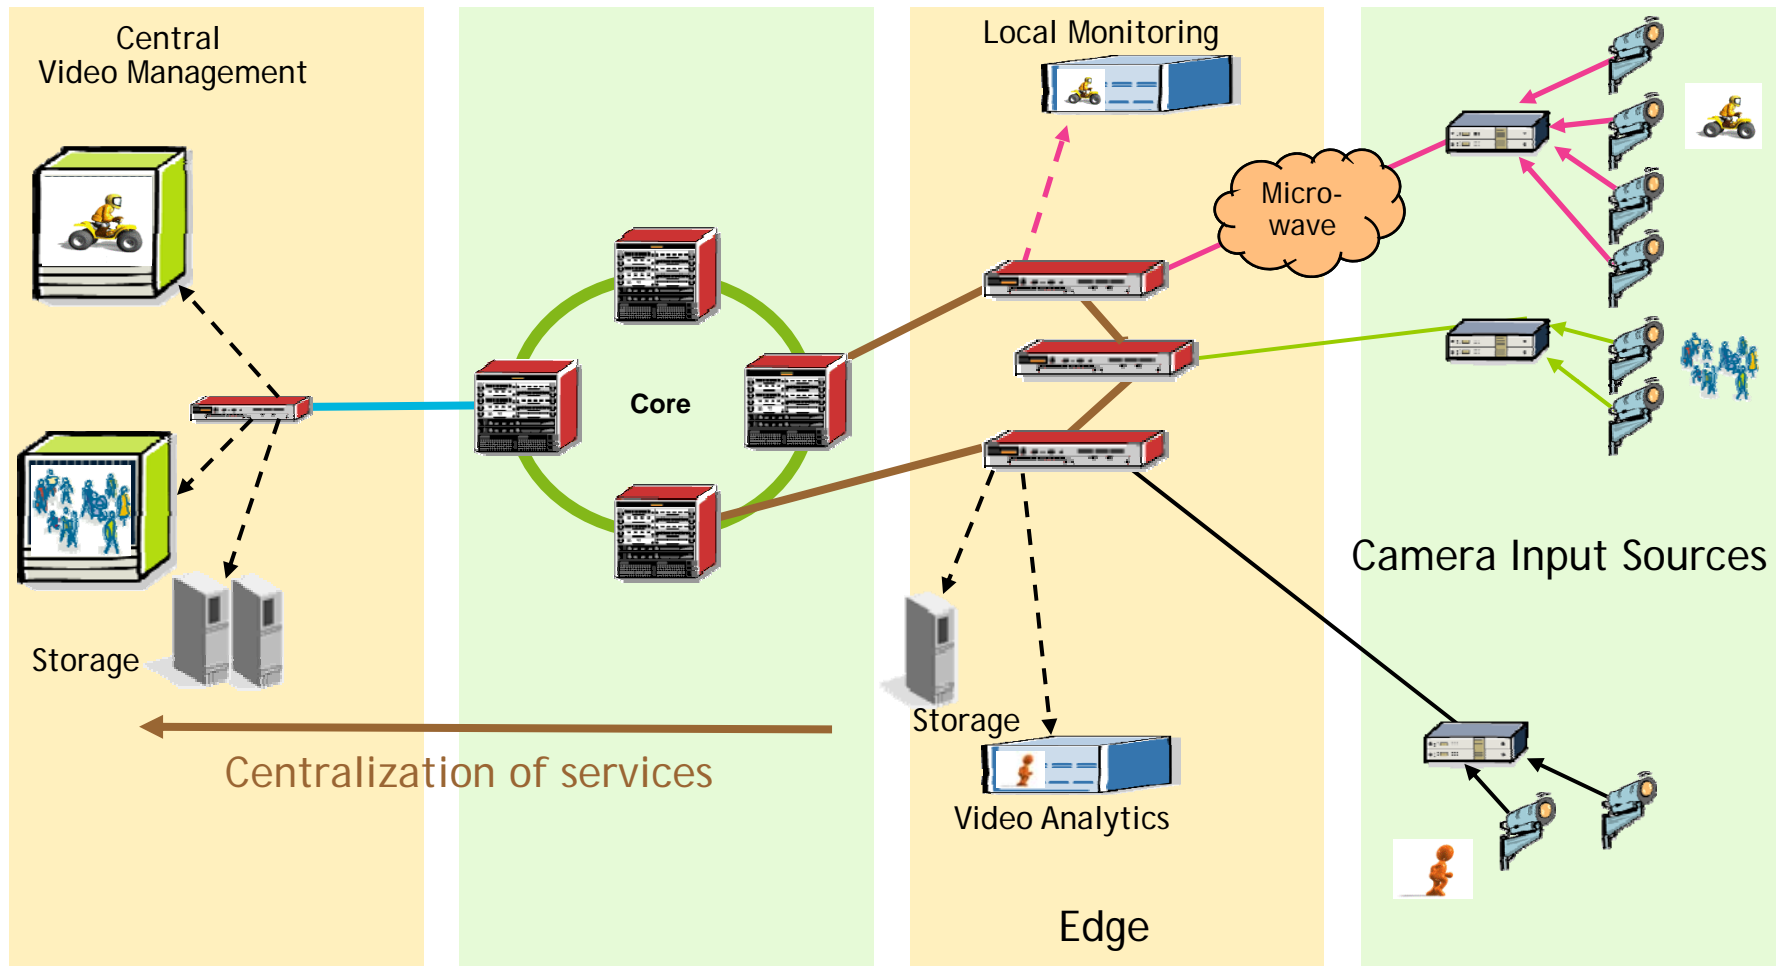 Central
Video Management
Storage
Centralization of services
Core
Local Monitoring
Storage
Video Analytics
Edge
Micro-
wave
Camera Input Sources